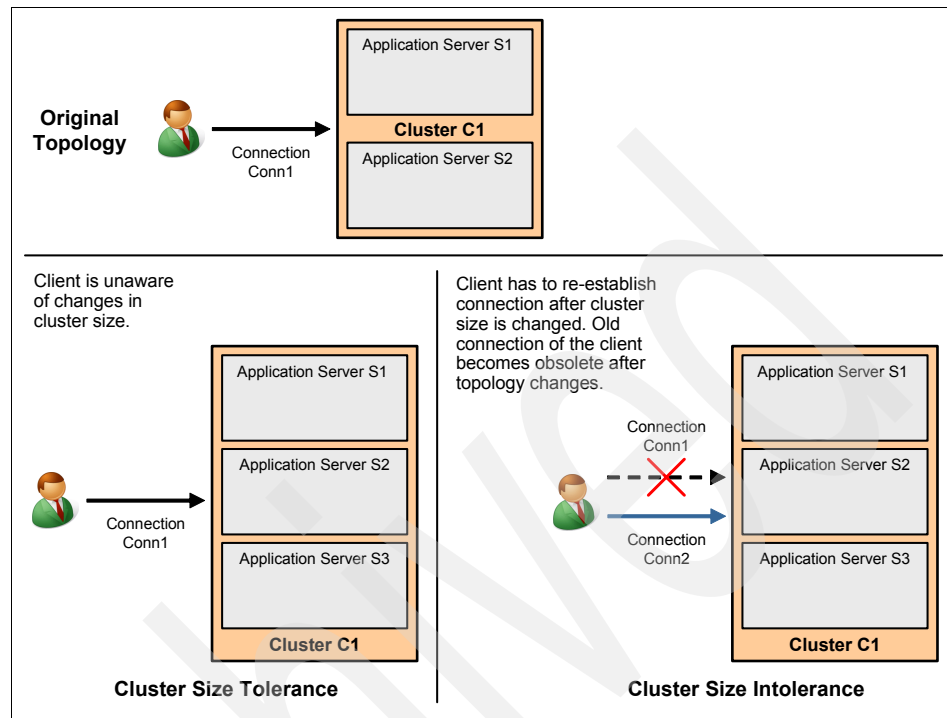 Application Server S1
Original
Topology
Connection
Conn1
Cluster C1
Application Server S2
Client is unaware
of changes in
cluster size.
Application Server S1
Connection
Conn1
Application Server S2
Application Server S3
Cluster C1
Cluster Size Tolerance
Client has to re-establish
connection after cluster
size is changed. Old
connection of the client
becomes obsolete after
topology changes.
Application Server S1
Connection
Conn1
Application Server S2
Connection
Conn2
Application Server S3
Cluster C1
Cluster Size Intolerance